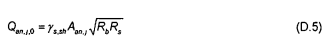 Q_{an,j,0} = γ_{s,sh} A_{an,j} √(R_b R_s) (D.5)